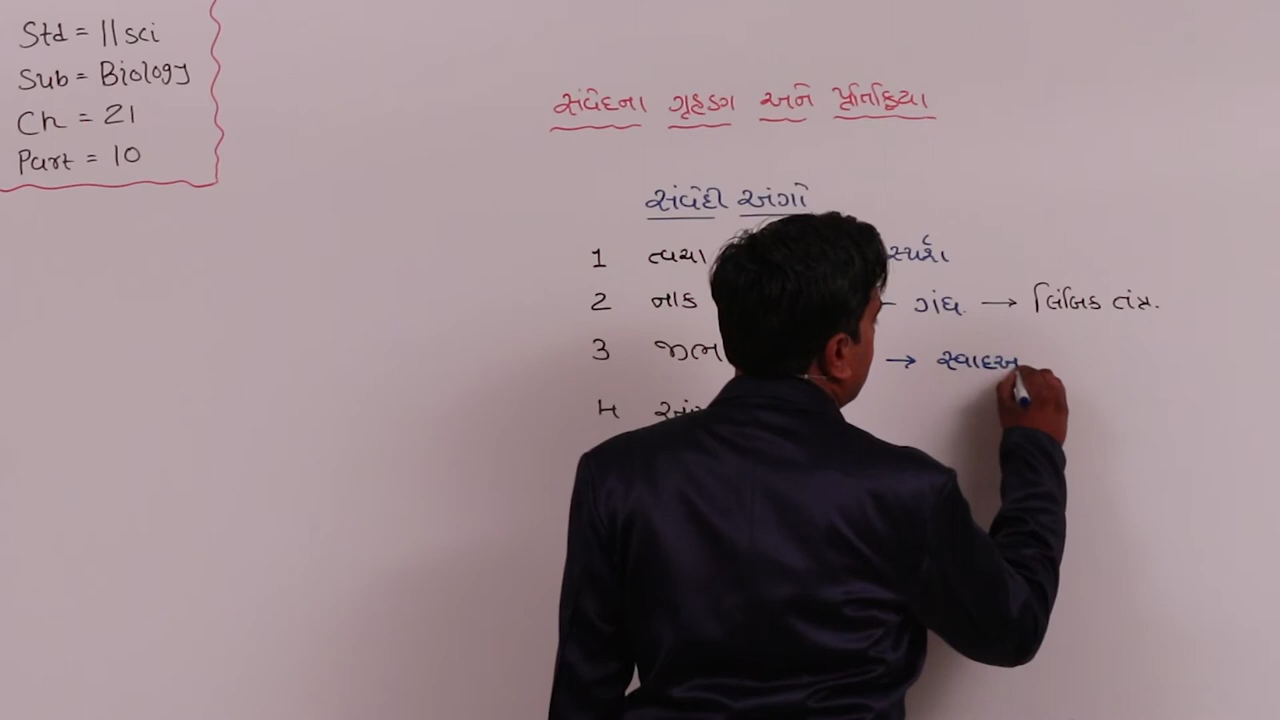 Std = 11 sci
Sub = Biology
Ch = 21
Part = 10
સંવેદના ગ્રહણ અને પ્રતિક્રિયા
સંવેદી અંગો
1 ત્વચા સ્પર્શ
2 નાક - ગંધ. → લિંબિક તંત્ર.
3 જીભ → સ્વાદઅ
4